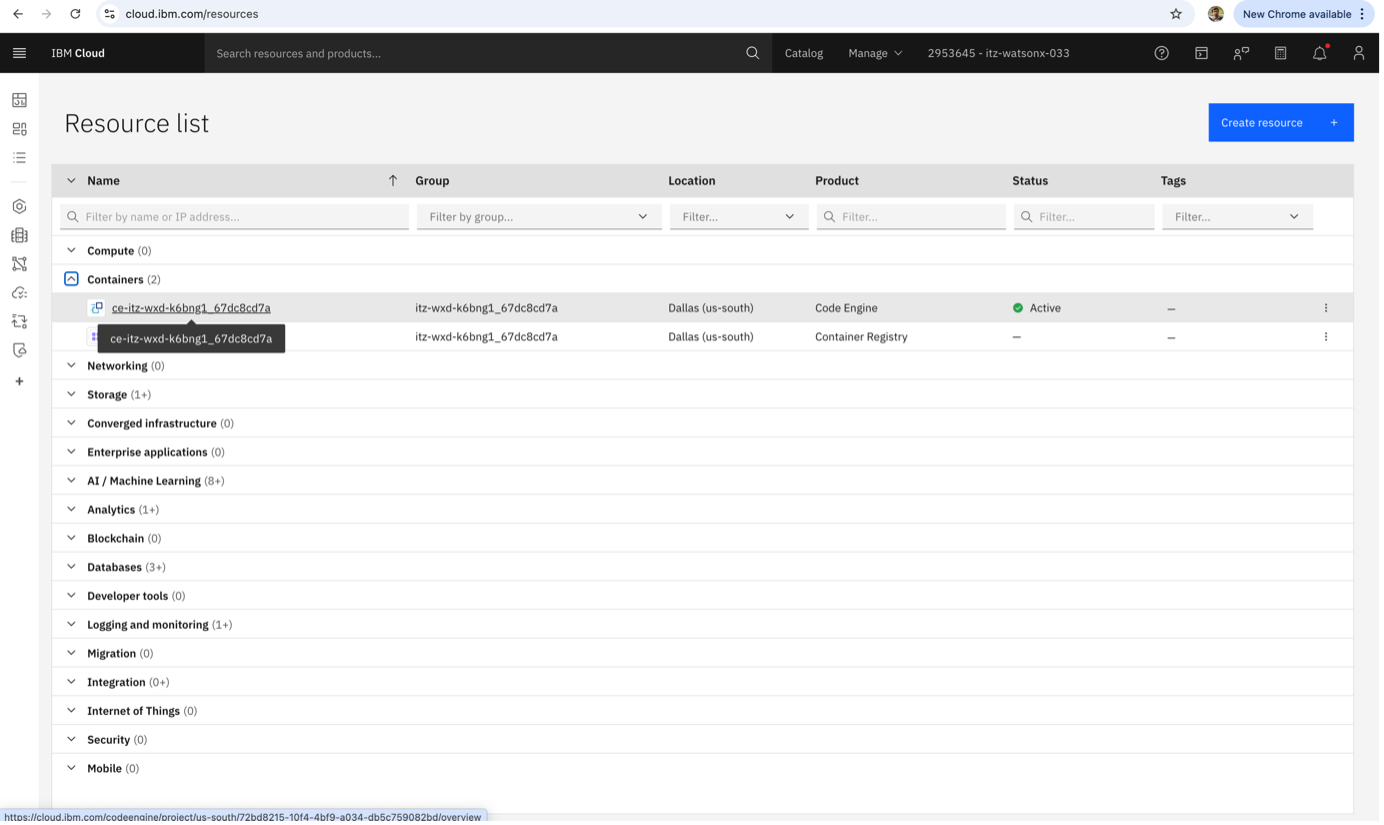 cloud.ibm.com/resources
New Chrome available
IBM Cloud
Search resources and products...
Catalog
Manage
2953645 - itz-watsonx-033
Resource list
Create resource +
Name Group Location Product Status Tags
Filter by name or IP address... Filter by group... Filter... Filter... Filter... Filter...
Compute (0)
Containers (2)
ce-itz-wxd-k6bng1_67dc8cd7a itz-wxd-k6bng1_67dc8cd7a Dallas (us-south) Code Engine Active –
ce-itz-wxd-k6bng1_67dc8cd7a itz-wxd-k6bng1_67dc8cd7a Dallas (us-south) Container Registry – –
Networking (0)
Storage (1+)
Converged infrastructure (0)
Enterprise applications (0)
AI / Machine Learning (8+)
Analytics (1+)
Blockchain (0)
Databases (3+)
Developer tools (0)
Logging and monitoring (1+)
Migration (0)
Integration (0+)
Internet of Things (0)
Security (0)
Mobile (0)
https://cloud.ibm.com/codeengine/project/us-south/72bd8215-10f4-4bf9-a034-db5c759082bd/overview